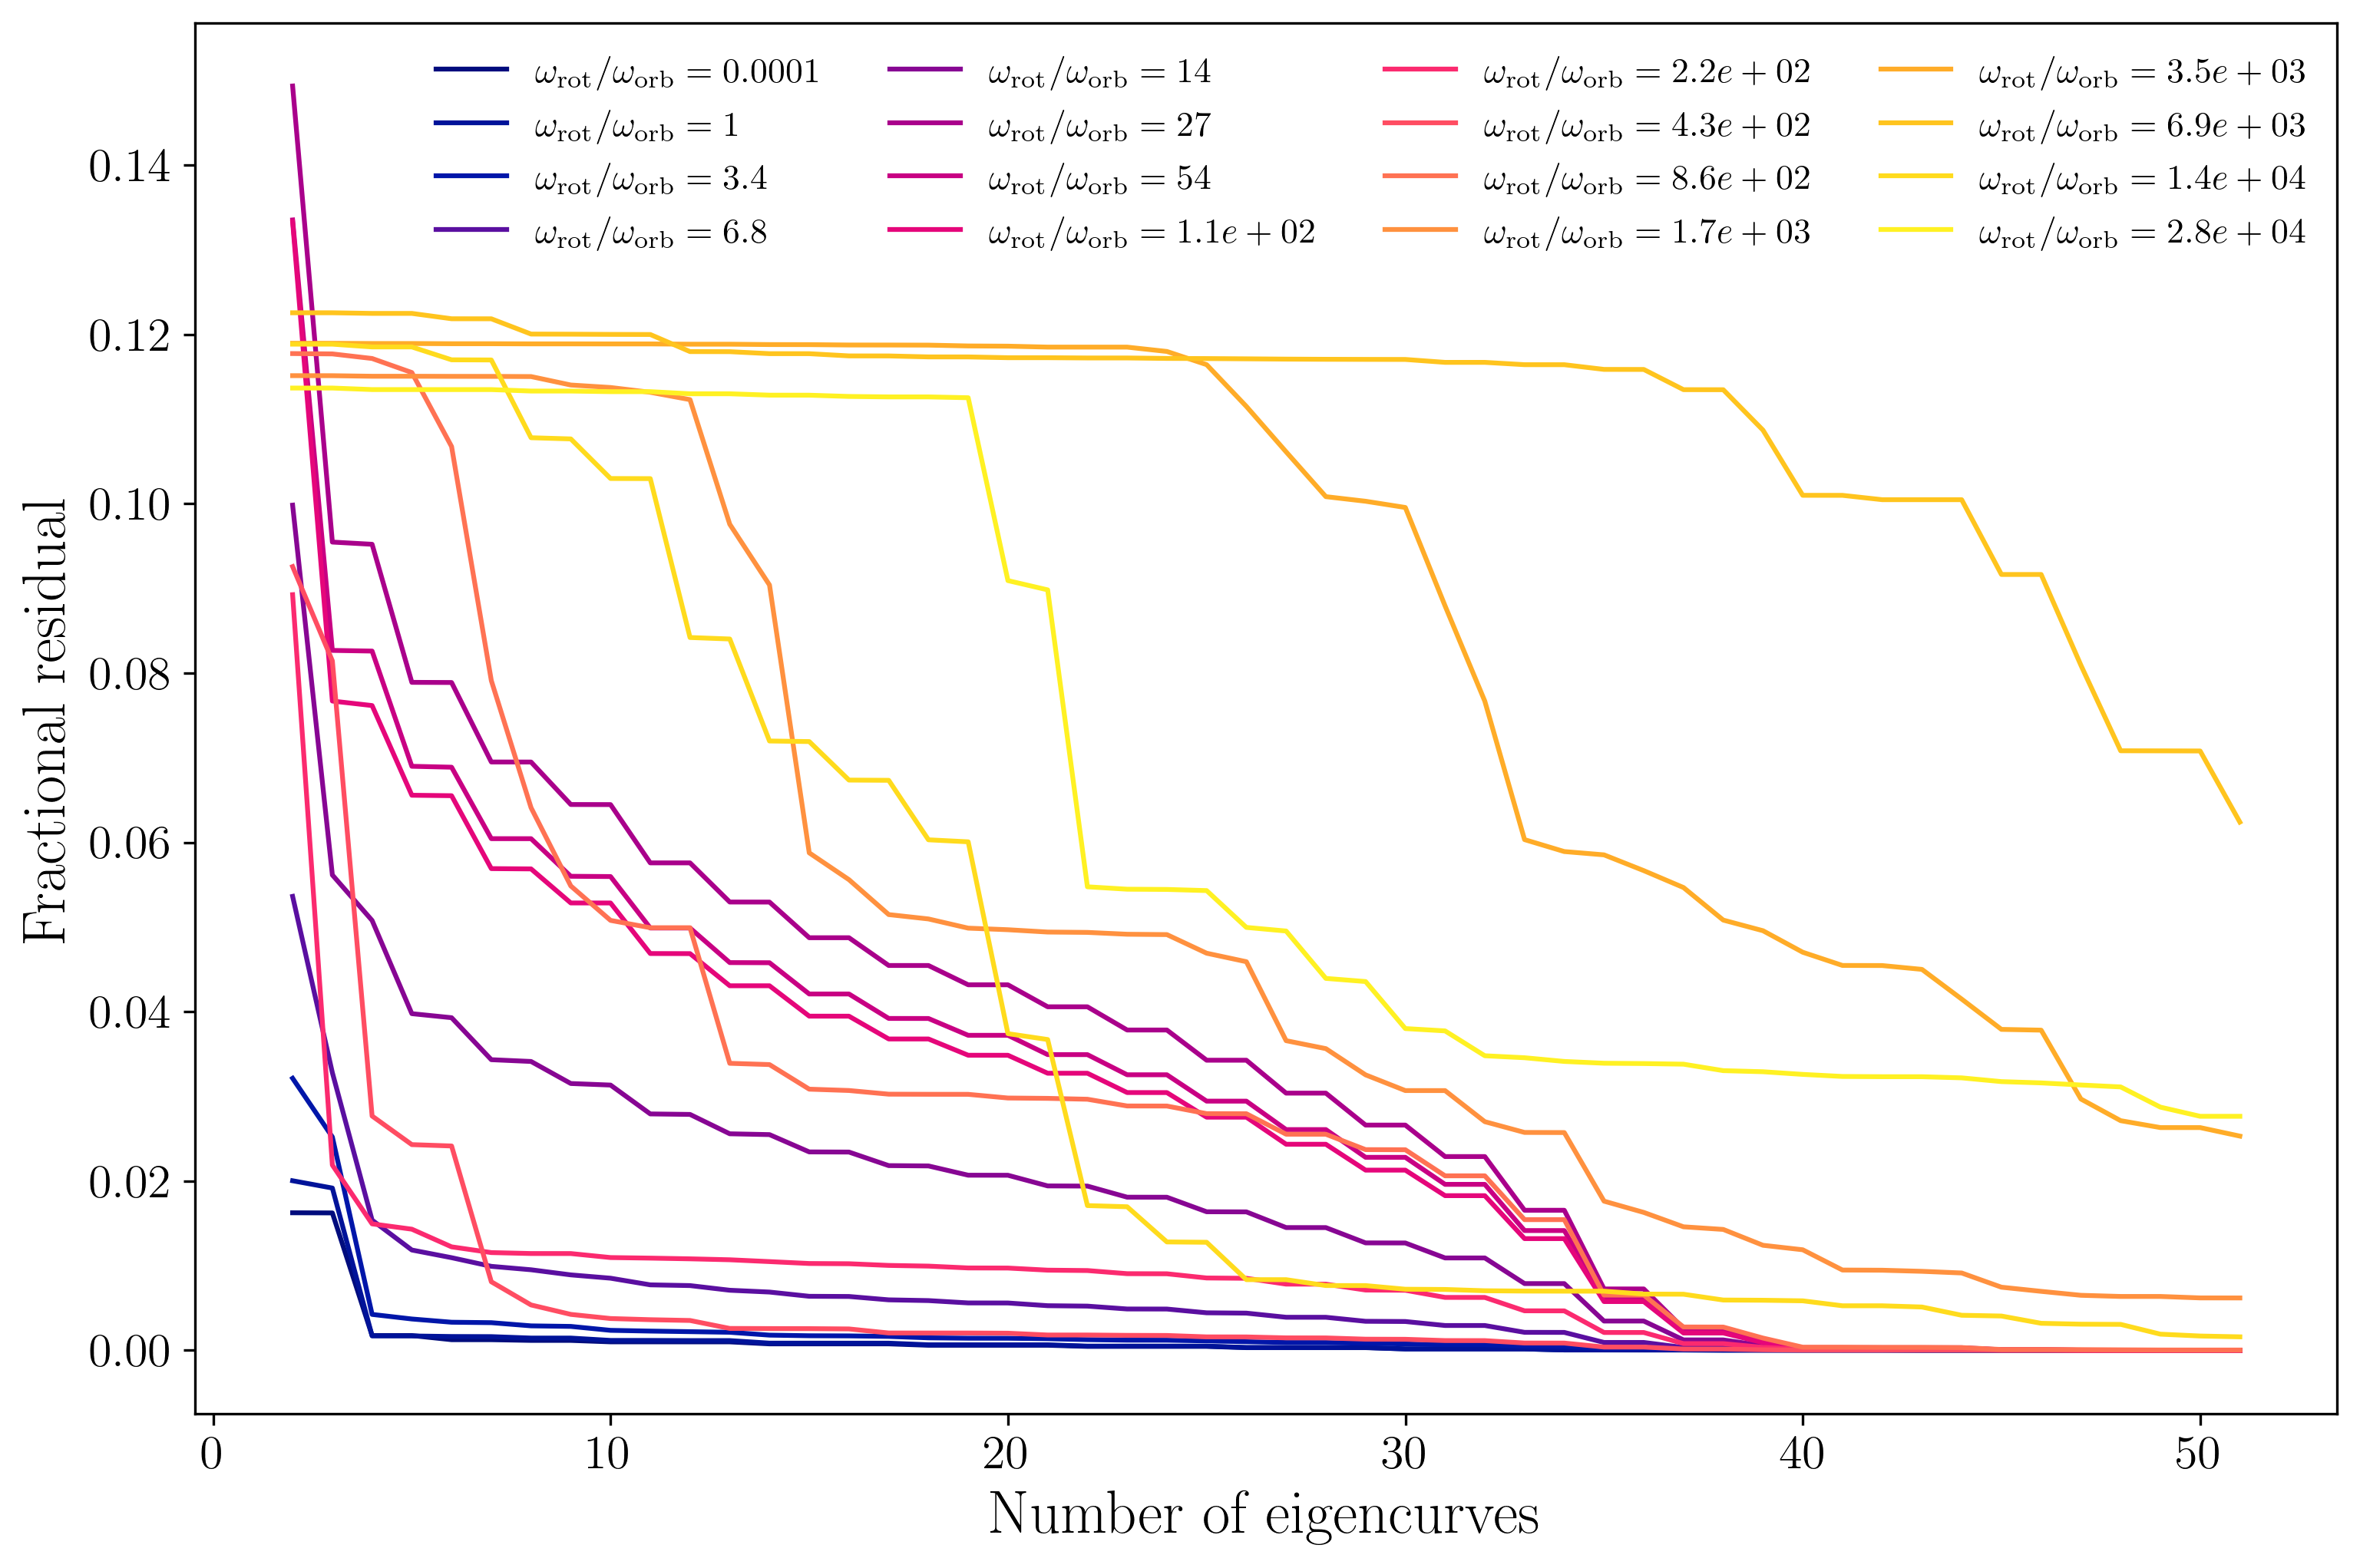 ω_rot/ω_orb = 0.0001
ω_rot/ω_orb = 1
ω_rot/ω_orb = 3.4
ω_rot/ω_orb = 6.8
ω_rot/ω_orb = 14
ω_rot/ω_orb = 27
ω_rot/ω_orb = 54
ω_rot/ω_orb = 1.1e + 02
ω_rot/ω_orb = 2.2e + 02
ω_rot/ω_orb = 4.3e + 02
ω_rot/ω_orb = 8.6e + 02
ω_rot/ω_orb = 1.7e + 03
ω_rot/ω_orb = 3.5e + 03
ω_rot/ω_orb = 6.9e + 03
ω_rot/ω_orb = 1.4e + 04
ω_rot/ω_orb = 2.8e + 04
Fractional residual
0.14
0.12
0.10
0.08
0.06
0.04
0.02
0.00
0 10 20 30 40 50
Number of eigencurves